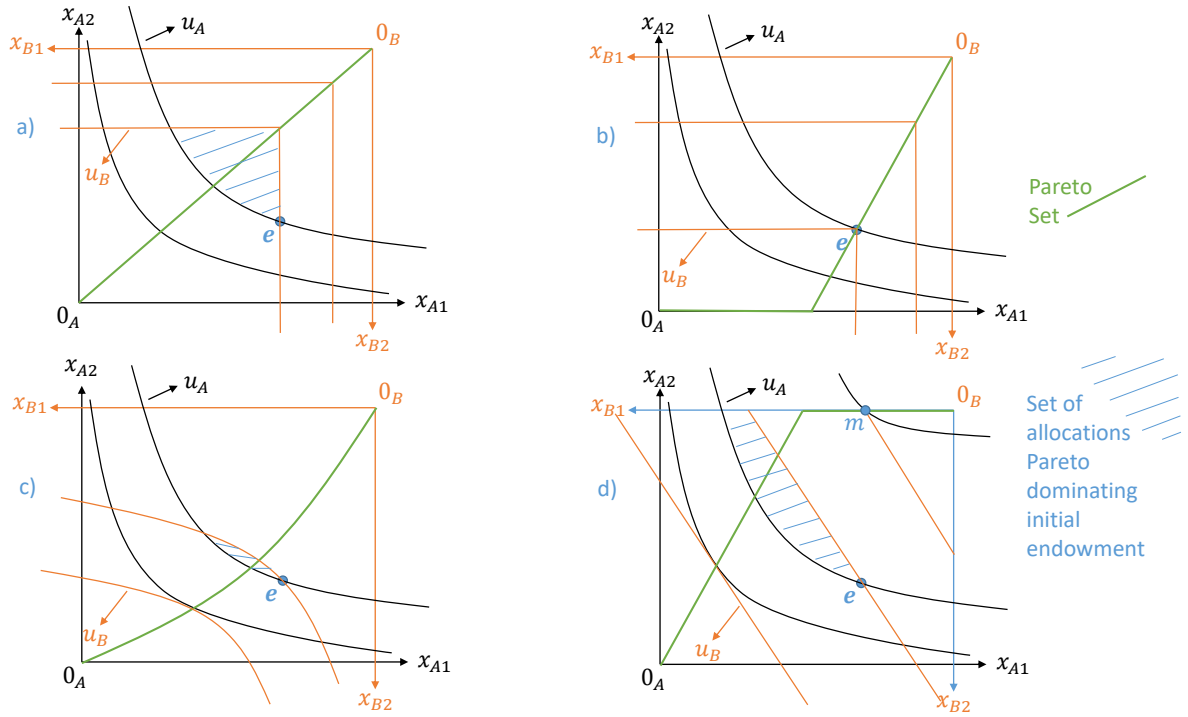 x_{A2}
u_A
0_B
x_{B1}
a)
u_B
e
0_A
x_{A1}
x_{B2}
x_{A2}
u_A
0_B
x_{B1}
b)
u_B
e
0_A
x_{A1}
x_{B2}
Pareto
Set
x_{A2}
u_A
0_B
x_{B1}
c)
e
u_B
0_A
x_{A1}
x_{B2}
x_{A2}
u_A
0_B
x_{B1}
m
d)
e
u_B
0_A
x_{A1}
x_{B2}
Set of
allocations
Pareto
dominating
initial
endowment